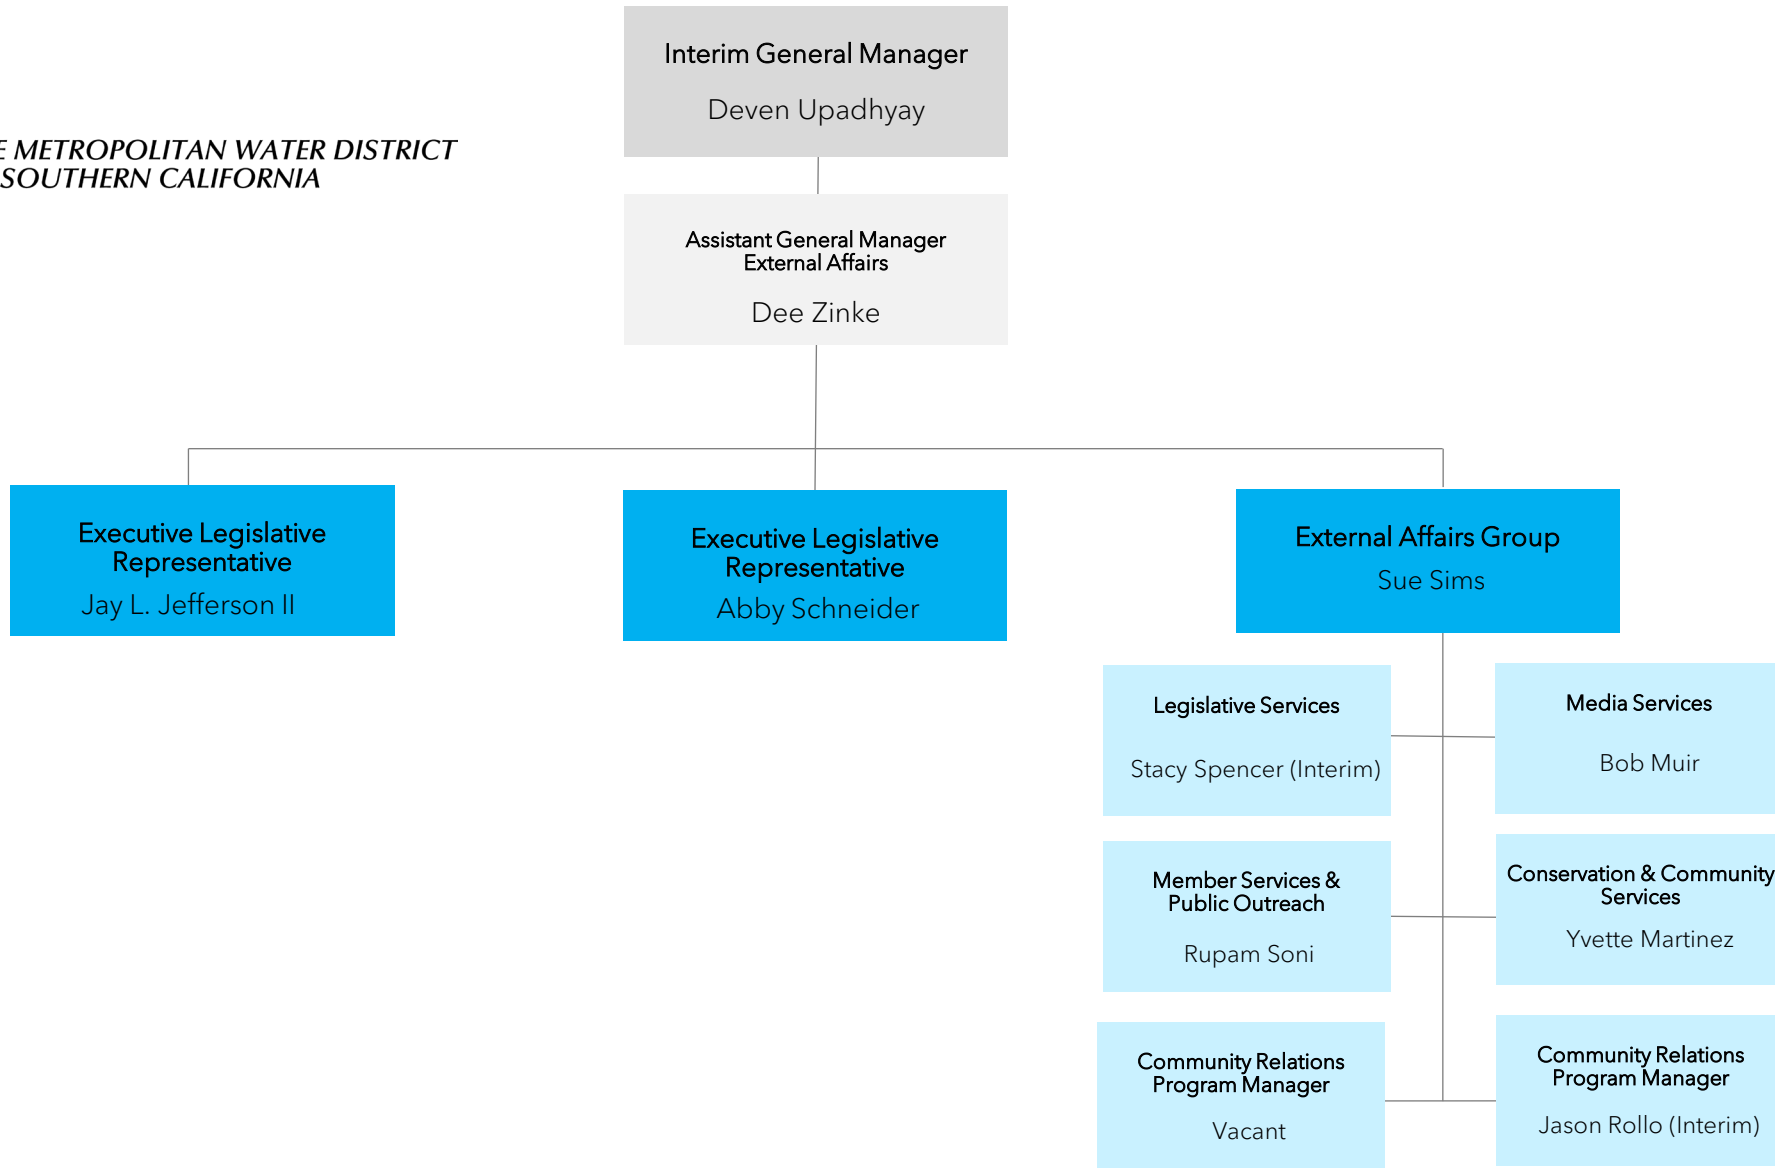 Interim General Manager
Deven Upadhyay
METROPOLITAN WATER DISTRICT
SOUTHERN CALIFORNIA
Assistant General Manager
External Affairs
Dee Zinke
Executive Legislative
Representative
Jay L. Jefferson II
Executive Legislative
Representative
Abby Schneider
External Affairs Group
Sue Sims
Legislative Services
Stacy Spencer (Interim)
Media Services
Bob Muir
Member Services &
Public Outreach
Rupam Soni
Conservation & Community
Services
Yvette Martinez
Community Relations
Program Manager
Vacant
Community Relations
Program Manager
Jason Rollo (Interim)